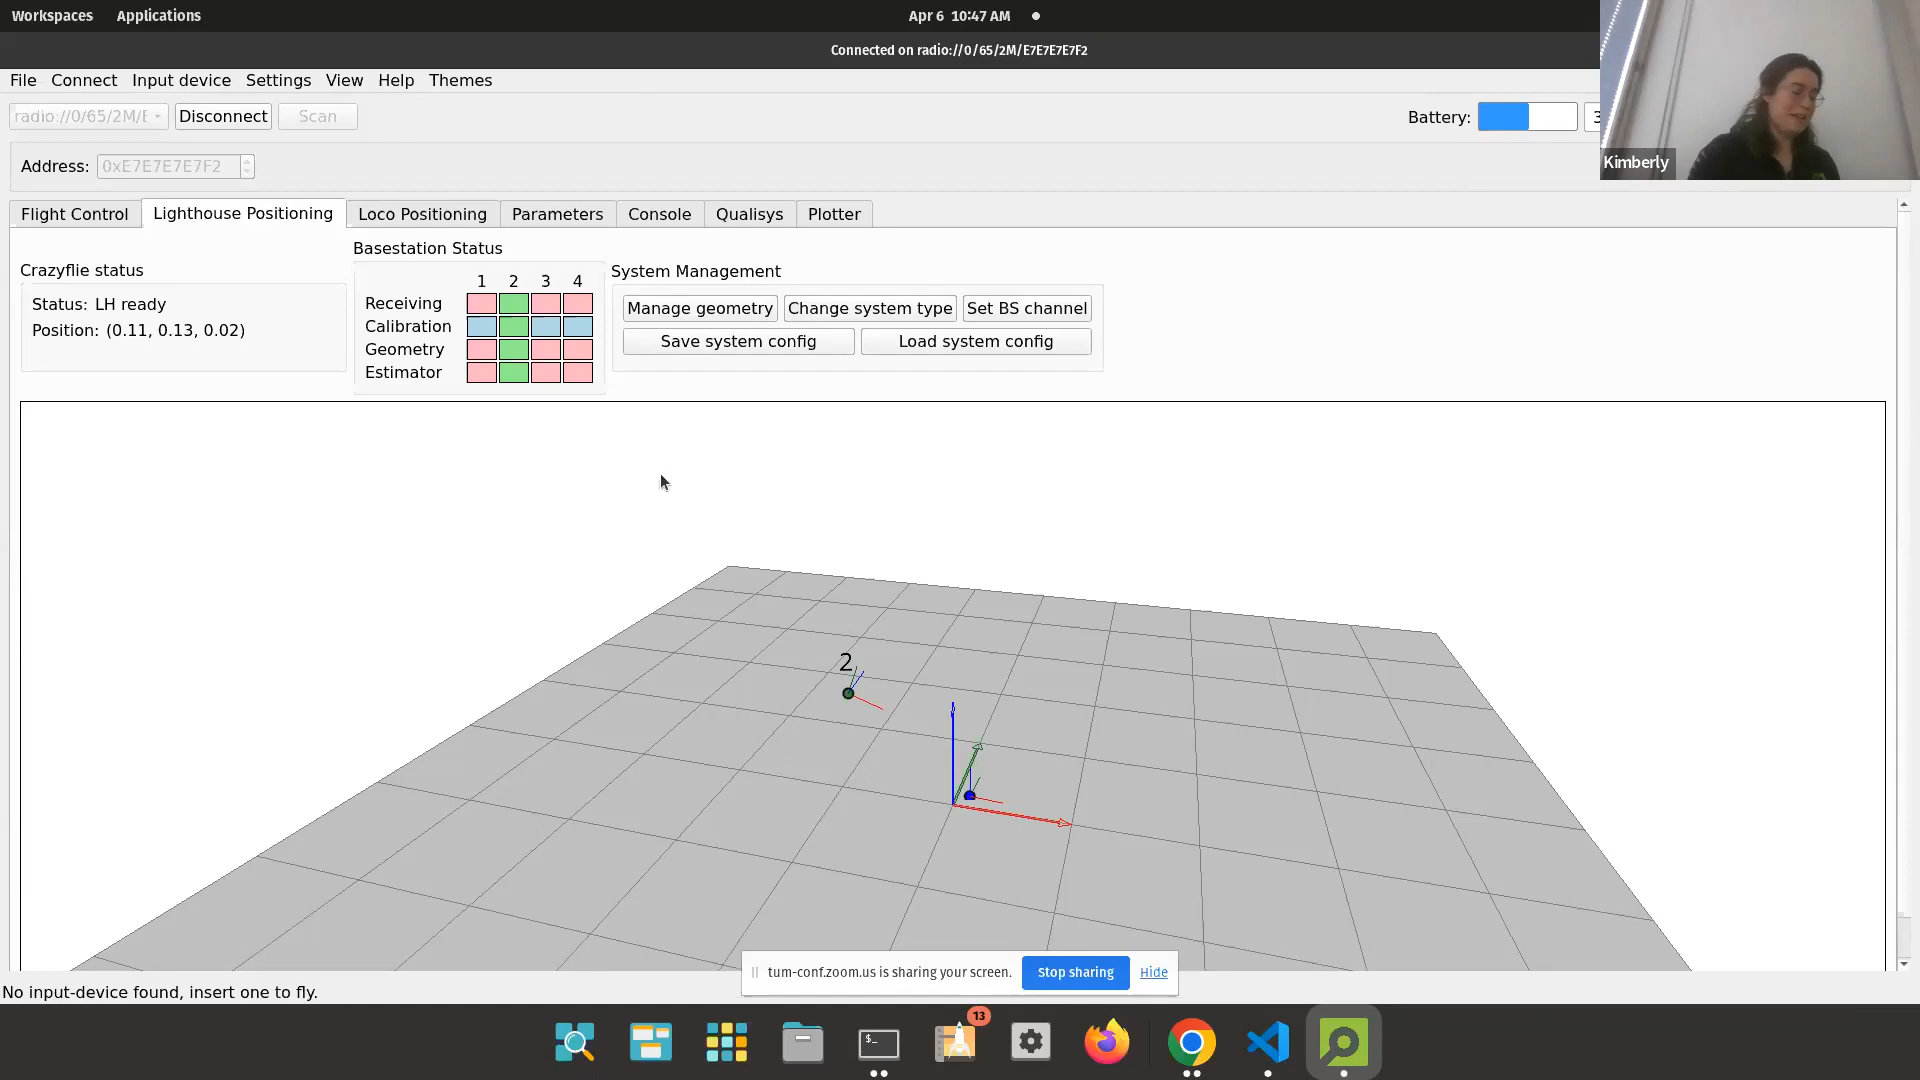 Workspaces Applications Apr 6 10:47 AM
Connected on radio://0/65/2M/E7E7E7E7F2
File Connect Input device Settings View Help Themes
radio://0/65/2M/E Disconnect Scan Battery: 3
Address: 0xE7E7E7E7F2
Kimberly
Flight Control Lighthouse Positioning Loco Positioning Parameters Console Qualisys Plotter
Basestation Status
Crazyflie status
System Management
1 2 3 4
Status: LH ready
Position: (0.11, 0.13, 0.02)
Receiving
Calibration
Geometry
Estimator
Manage geometry Change system type Set BS channel
Save system config Load system config
2
tum-conf.zoom.us is sharing your screen. Stop sharing Hide
No input-device found, insert one to fly.
13
$_